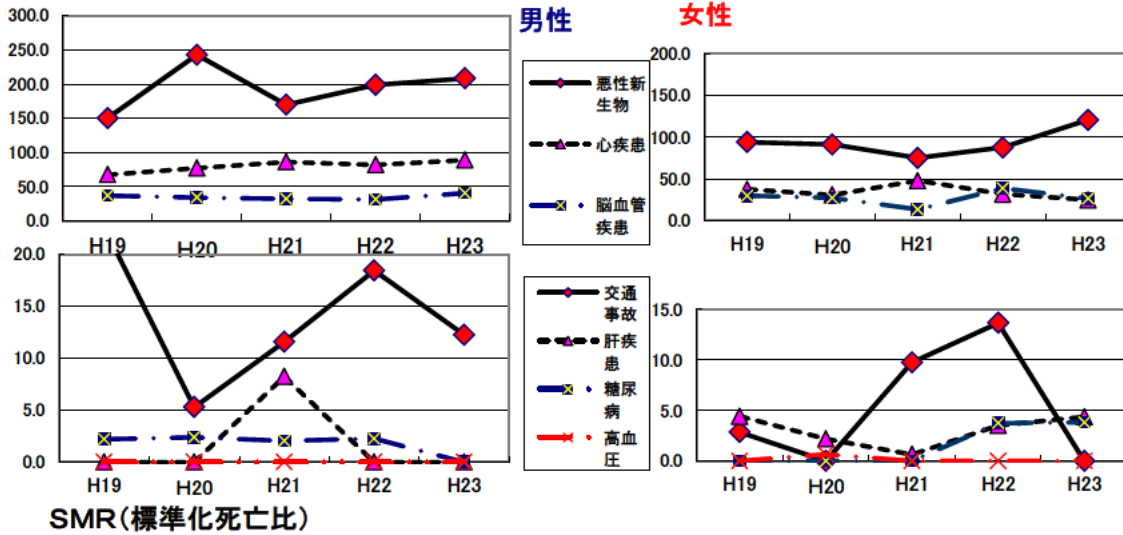 男性
女性
300.0
250.0
200.0
150.0
100.0
50.0
0.0
H19 H20 H21 H22 H23
悪性新
生物
心疾患
脳血管
疾患
200.0
150.0
100.0
50.0
0.0
H19 H20 H21 H22 H23
20.0
15.0
10.0
5.0
0.0
H19 H20 H21 H22 H23
交通
事故
肝疾
患
糖尿
病
高血
圧
15.0
10.0
5.0
0.0
H19 H20 H21 H22 H23
SMR(標準化死亡比)